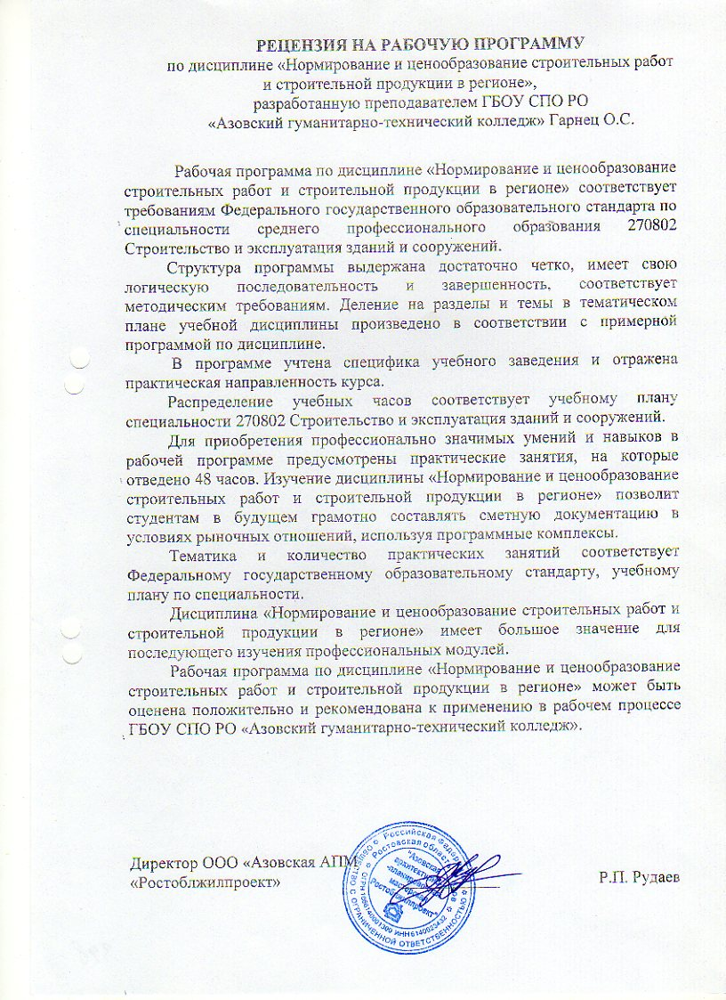 РЕЦЕНЗИЯ НА РАБОЧУЮ ПРОГРАММУ
по дисциплине «Нормирование и ценообразование строительных работ
и строительной продукции в регионе»,
разработанную преподавателем ГБОУ СПО РО
«Азовский гуманитарно-технический колледж» Гарнец О.С.
Рабочая программа по дисциплине «Нормирование и ценообразование
строительных работ и строительной продукции в регионе» соответствует
требованиям Федерального государственного образовательного стандарта по
специальности среднего профессионального образования 270802
Строительство и эксплуатация зданий и сооружений.
Структура программы выдержана достаточно четко, имеет свою
логическую последовательность и завершенность, соответствует
методическим требованиям. Деление на разделы и темы в тематическом
плане учебной дисциплины произведено в соответствии с примерной
программой по дисциплине.
В программе учтена специфика учебного заведения и отражена
практическая направленность курса.
Распределение учебных часов соответствует учебному плану
специальности 270802 Строительство и эксплуатация зданий и сооружений.
Для приобретения профессионально значимых умений и навыков в
рабочей программе предусмотрены практические занятия, на которые
отведено 48 часов. Изучение дисциплины «Нормирование и ценообразование
строительных работ и строительной продукции в регионе» позволит
студентам в будущем грамотно составлять сметную документацию в
условиях рыночных отношений, используя программные комплексы.
Тематика и количество практических занятий соответствует
Федеральному государственному образовательному стандарту, учебному
плану по специальности.
Дисциплина «Нормирование и ценообразование строительных работ и
строительной продукции в регионе» имеет большое значение для
последующего изучения профессиональных модулей.
Рабочая программа по дисциплине «Нормирование и ценообразование
строительных работ и строительной продукции в регионе» может быть
оценена положительно и рекомендована к применению в рабочем процессе
ГБОУ СПО РО «Азовский гуманитарно-технический колледж».
Директор ООО «Азовская АПМ
«Ростоблжилпроект»
Р.П. Рудаев
Российская
Ростовская
С ОГРАНИЧЕННОЙ ОТВЕТСТВЕННОСТЬЮ
"Азовская
мастерская
Ростоблжилпроект"